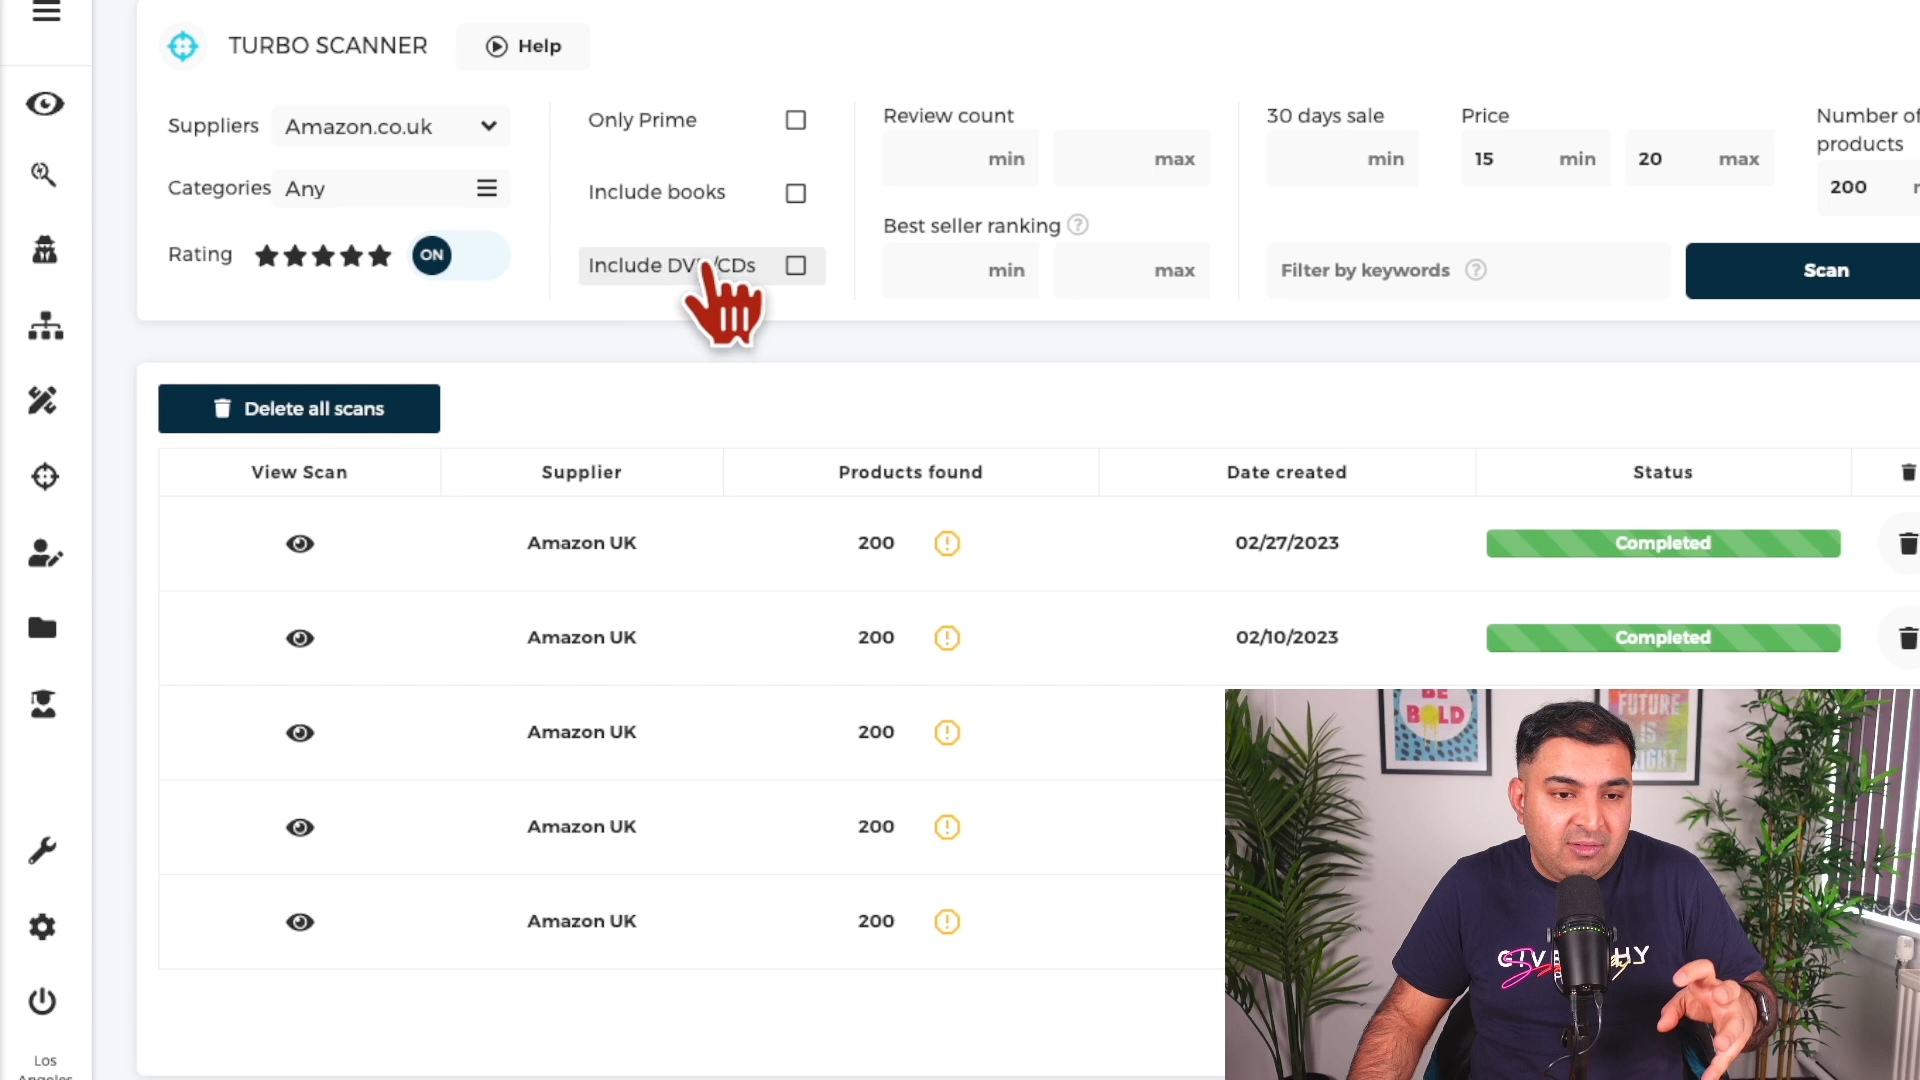 TURBO SCANNER
Help
Suppliers
Amazon.co.uk
Categories
Any
Rating
ON
Only Prime
Include books
Include DV /CDs
Review count
min
max
Best seller ranking ?
min
max
30 days sale
min
Price
15 min
20 max
Number of
products
200
Filter by keywords ?
Scan
Delete all scans
View Scan
Supplier
Products found
Date created
Status
Amazon UK
200
02/27/2023
Completed
Amazon UK
200
02/10/2023
Completed
Amazon UK
200
Amazon UK
200
Amazon UK
200
Los
BE
BOLD
FUTURE
IS